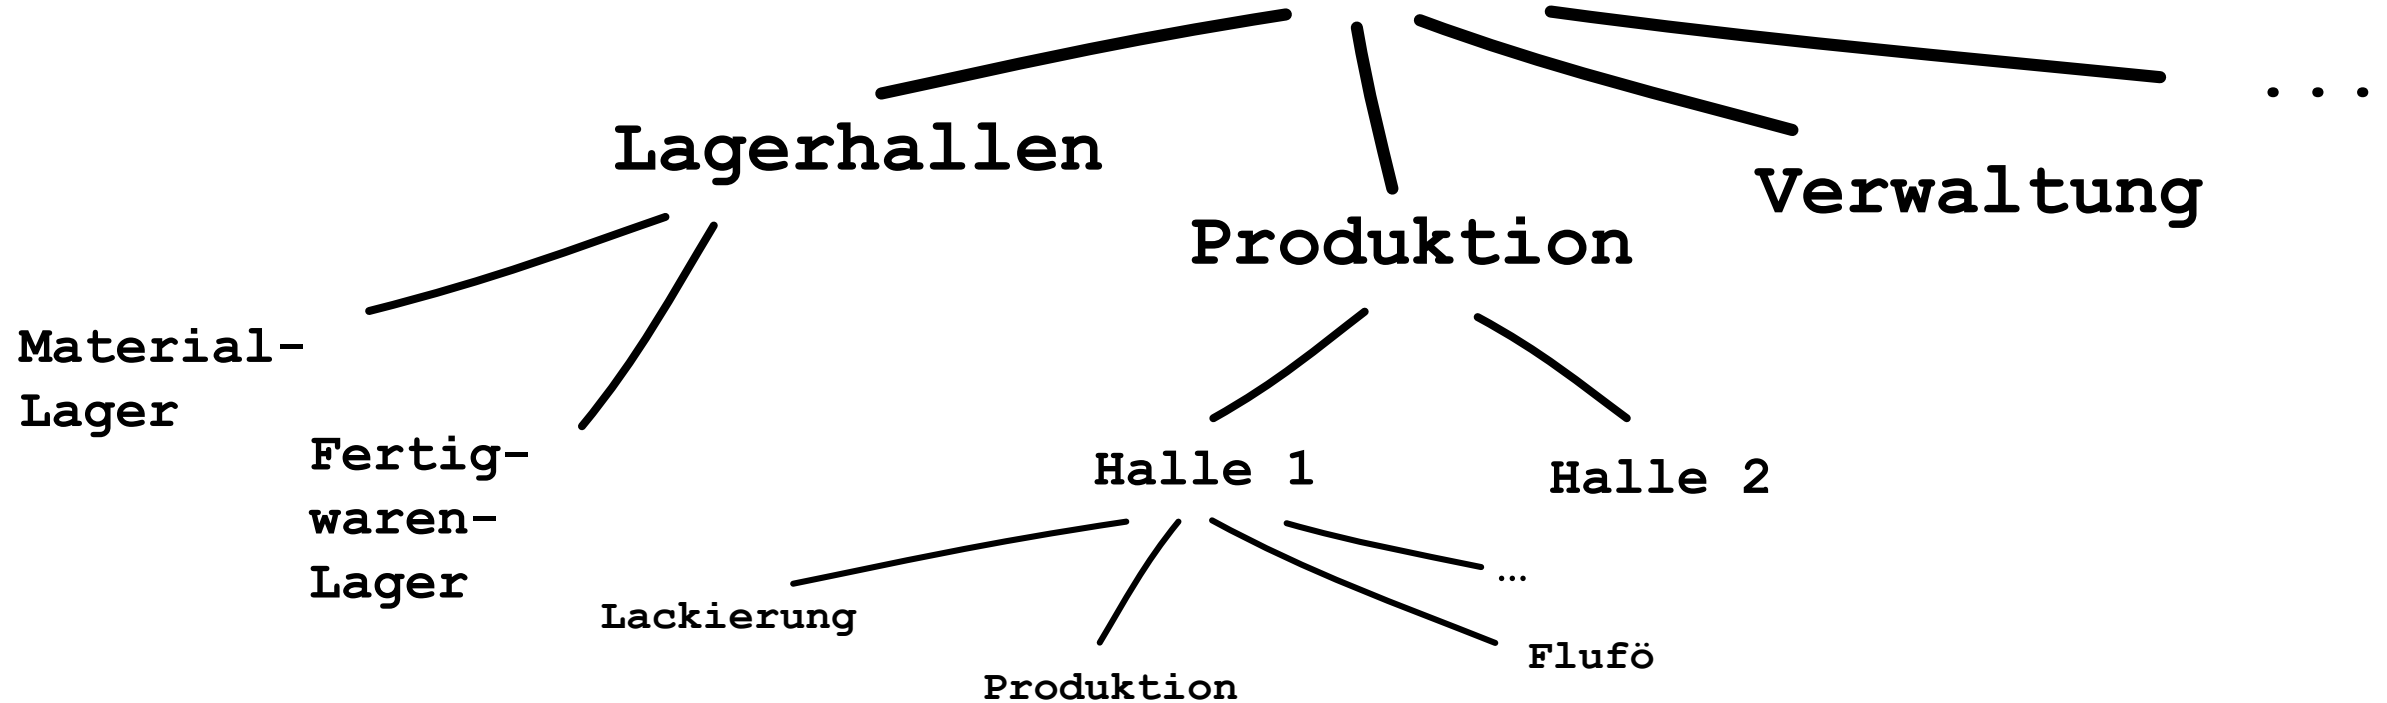 . . .
Lagerhallen
Verwaltung
Produktion
Material-
Lager
Fertig-
waren-
Lager
Halle 1
Halle 2
...
Lackierung
Flufö
Produktion